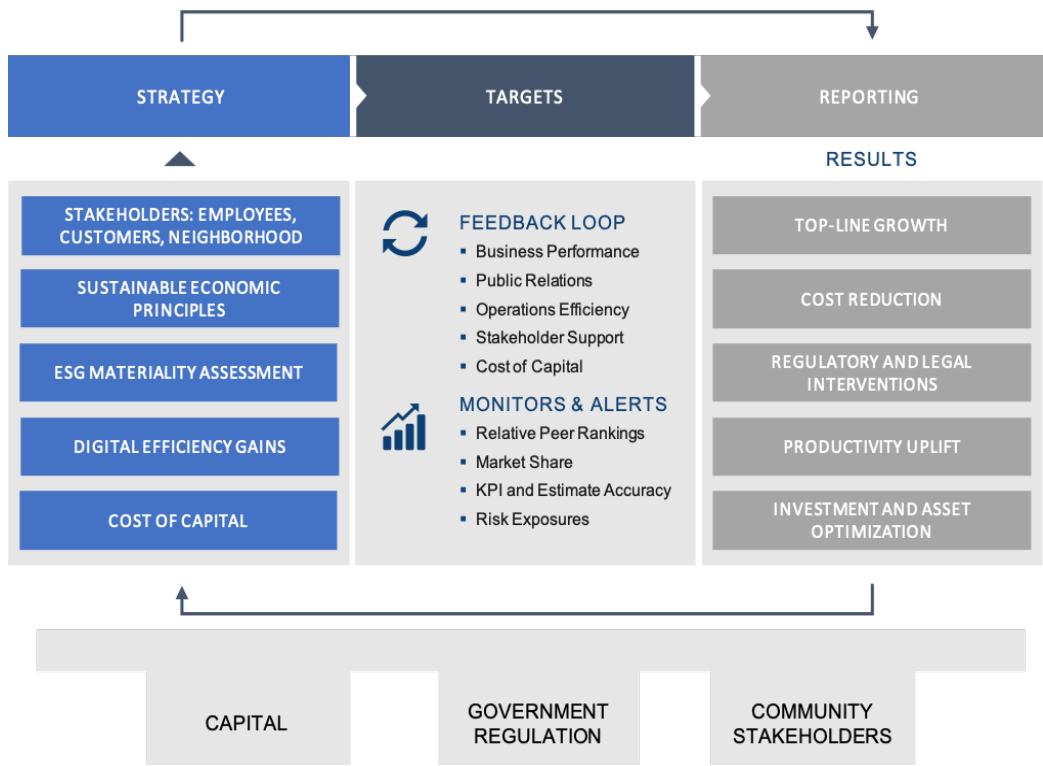 STRATEGY
TARGETS
REPORTING
RESULTS
STAKEHOLDERS: EMPLOYEES,
CUSTOMERS, NEIGHBORHOOD
SUSTAINABLE ECONOMIC
PRINCIPLES
ESG MATERIALITY ASSESSMENT
DIGITAL EFFICIENCY GAINS
COST OF CAPITAL
FEEDBACK LOOP
▪ Business Performance
▪ Public Relations
▪ Operations Efficiency
▪ Stakeholder Support
▪ Cost of Capital
MONITORS & ALERTS
▪ Relative Peer Rankings
▪ Market Share
▪ KPI and Estimate Accuracy
▪ Risk Exposures
TOP-LINE GROWTH
COST REDUCTION
REGULATORY AND LEGAL
INTERVENTIONS
PRODUCTIVITY UPLIFT
INVESTMENT AND ASSET
OPTIMIZATION
CAPITAL
GOVERNMENT
REGULATION
COMMUNITY
STAKEHOLDERS